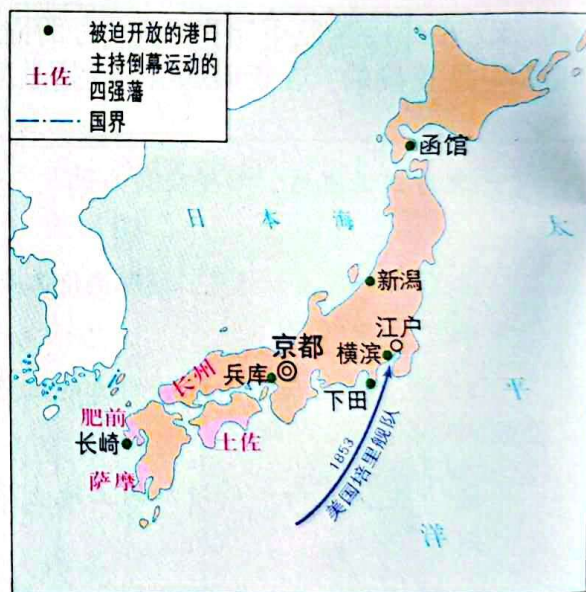 被迫开放的港口
土佐 主持倒幕运动的
四强藩
国界
函馆
日本海
太
平
洋
新潟
江户
京都
横滨
长州
兵库
下田
肥前
长崎
土佐
萨摩
1853
美国培里舰队